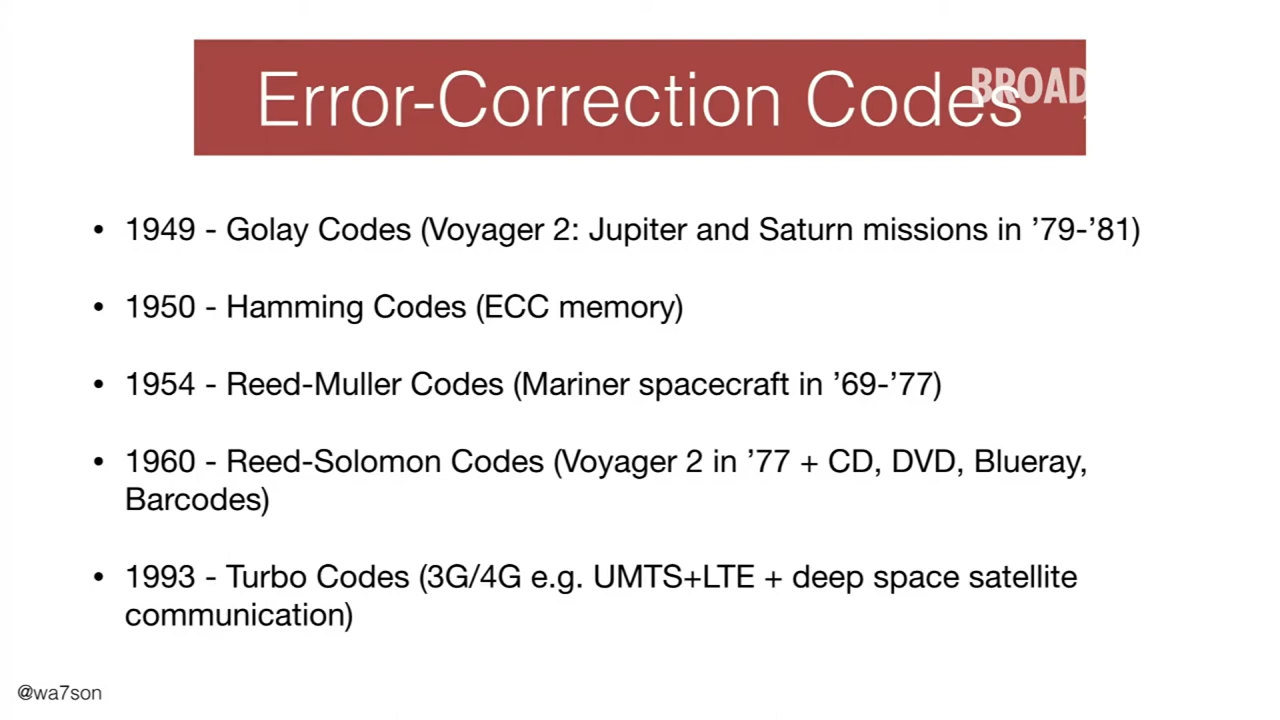 Error-Correction Codes
BROAD
• 1949 - Golay Codes (Voyager 2: Jupiter and Saturn missions in ’79-’81)
• 1950 - Hamming Codes (ECC memory)
• 1954 - Reed-Muller Codes (Mariner spacecraft in ’69-’77)
• 1960 - Reed-Solomon Codes (Voyager 2 in ’77 + CD, DVD, Blueray,
Barcodes)
• 1993 - Turbo Codes (3G/4G e.g. UMTS+LTE + deep space satellite
communication)
@wa7son